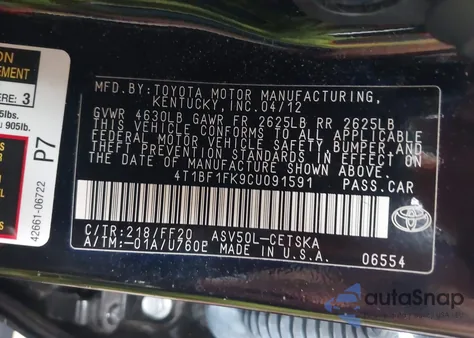 ON
EMENT
ERE: 3
5lbs.
u 905lb.
P7
42661-06722
MFD.BY:TOYOTA MOTOR MANUFACTURING,
KENTUCKY,INC.04/12
GVWR 4630LB GAWR FR 2625LB RR 2625LB
THIS VEHICLE CONFORMS TO ALL APPLICABLE
FEDERAL MOTOR VEHICLE SAFETY,BUMPER,AND
THEFT PREVENTION STANDARDS IN EFFECT ON
THE DATE OF MANUFACTURE SHOWN ABOVE.
4T1BF1FK9CU091591 PASS.CAR
C/TR:218/FF20 ASV50L-CETSKA
A/TM:-01A/U760E MADE IN U.S.A.
06554
TOYOTA
autoSnap